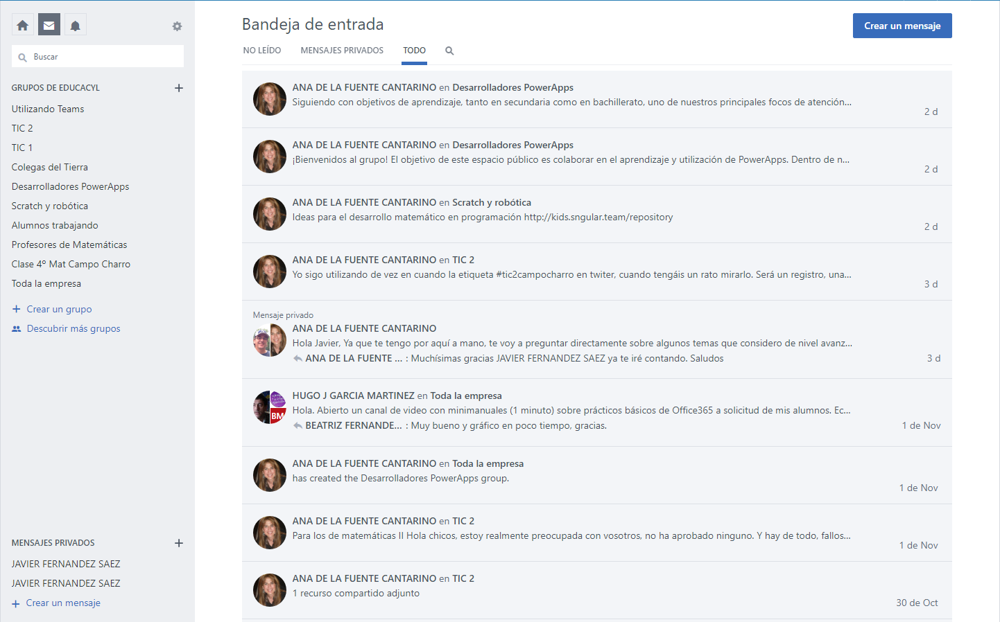 Buscar
GRUPOS DE EDUCACYL
Utilizando Teams
TIC 2
TIC 1
Colegas del Tierra
Desarrolladores PowerApps
Scratch y robótica
Alumnos trabajando
Profesores de Matemáticas
Clase 4º Mat Campo Charro
Toda la empresa
Crear un grupo
Descubrir más grupos
MENSAJES PRIVADOS
JAVIER FERNANDEZ SAEZ
JAVIER FERNANDEZ SAEZ
Crear un mensaje
Bandeja de entrada
Crear un mensaje
NO LEÍDO MENSAJES PRIVADOS TODO
ANA DE LA FUENTE CANTARINO en Desarrolladores PowerApps
Siguiendo con objetivos de aprendizaje, tanto en secundaria como en bachillerato, uno de nuestros principales focos de atención...
2 d
ANA DE LA FUENTE CANTARINO en Desarrolladores PowerApps
¡Bienvenidos al grupo! El objetivo de este espacio público es colaborar en el aprendizaje y utilización de PowerApps. Dentro de n...
2 d
ANA DE LA FUENTE CANTARINO en Scratch y robótica
Ideas para el desarrollo matemático en programación http://kids.sngular.team/repository
2 d
ANA DE LA FUENTE CANTARINO en TIC 2
Yo sigo utilizando de vez en cuando la etiqueta #tic2campocharro en twiter, cuando tengáis un rato mirarlo. Será un registro, una...
3 d
Mensaje privado
ANA DE LA FUENTE CANTARINO
Hola Javier, Ya que te tengo por aquí a mano, te voy a preguntar directamente sobre algunos temas que considero de nivel avanz...
ANA DE LA FUENTE ... : Muchísimas gracias JAVIER FERNANDEZ SAEZ ya te iré contando. Saludos
3 d
HUGO J GARCIA MARTINEZ en Toda la empresa
Hola. Abierto un canal de video con minimanuales (1 minuto) sobre prácticos básicos de Office365 a solicitud de mis alumnos. Ec...
BM
BEATRIZ FERNANDE... : Muy bueno y gráfico en poco tiempo, gracias.
1 de Nov
ANA DE LA FUENTE CANTARINO en Toda la empresa
has created the Desarrolladores PowerApps group.
1 de Nov
ANA DE LA FUENTE CANTARINO en TIC 2
Para los de matemáticas II Hola chicos, estoy realmente preocupada con vosotros, no ha aprobado ninguno. Y hay de todo, fallos...
1 de Nov
ANA DE LA FUENTE CANTARINO en TIC 2
1 recurso compartido adjunto
30 de Oct